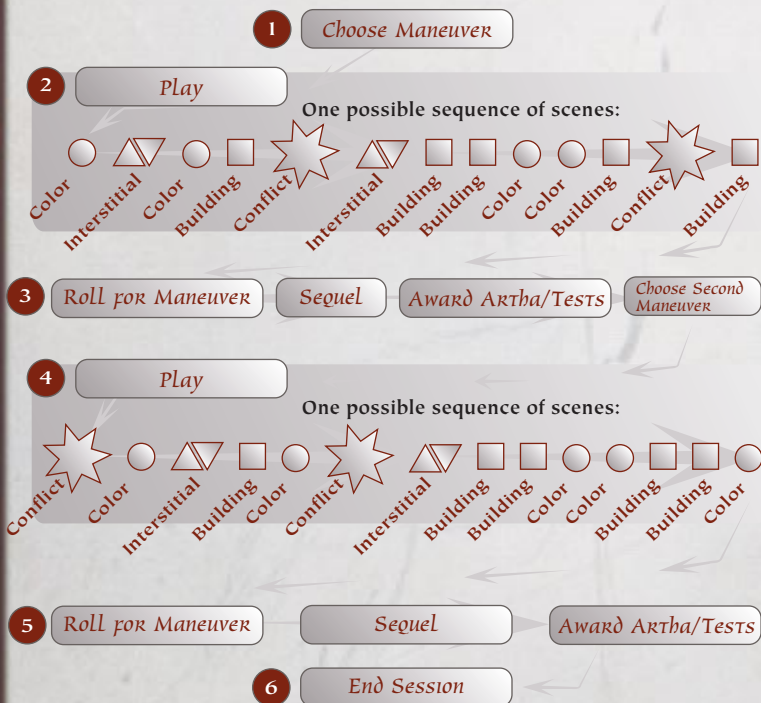 1 Choose Maneuver
2 Play
One possible sequence of scenes:
Color Interstitial Color Building Conflict Interstitial Building Building Color Color Building Conflict Building
3 Roll for Maneuver Sequel Award Artha/Tests Choose Second
Maneuver
4 Play
One possible sequence of scenes:
Conflict Color Interstitial Building Color Conflict Interstitial Building Building Color Color Building Building Color
5 Roll for Maneuver Sequel Award Artha/Tests
6 End Session